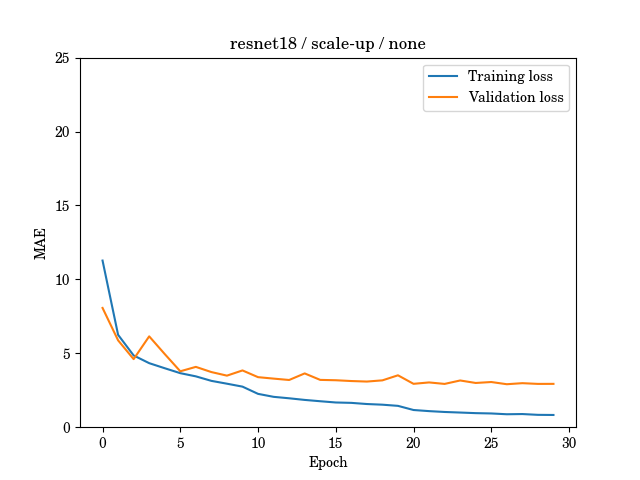 resnet18 / scale-up / none
25
20
15
10
5
0
MAE
Training loss
Validation loss
0 5 10 15 20 25 30
Epoch